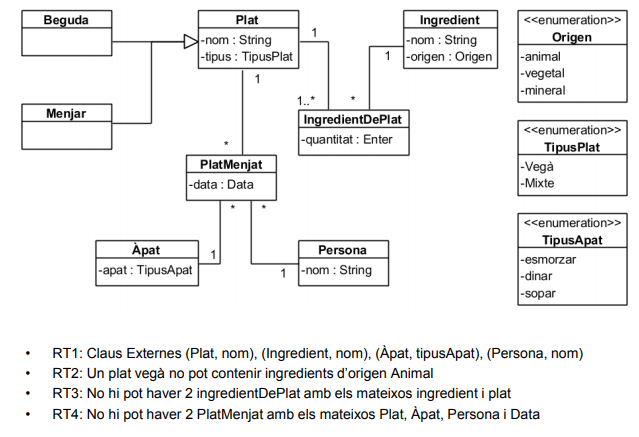 Beguda
Menjar
Plat
-nom : String
-tipus : TipusPlat
1
1
1..*
*
Ingredient
-nom : String
-origen : Origen
1
*
IngredientDePlat
-quantitat : Enter
PlatMenjat
-data : Data
*
*
Àpat
-apat : TipusApat
1
Persona
-nom : String
1
<<enumeration>>
Origen
-animal
-vegetal
-mineral
<<enumeration>>
TipusPlat
-Vegà
-Mixte
<<enumeration>>
TipusApat
-esmorzar
-dinar
-sopar
• RT1: Claus Externes (Plat, nom), (Ingredient, nom), (Àpat, tipusApat), (Persona, nom)
• RT2: Un plat vegà no pot contenir ingredients d'origen Animal
• RT3: No hi pot haver 2 ingredientDePlat amb els mateixos ingredient i plat
• RT4: No hi pot haver 2 PlatMenjat amb els mateixos Plat, Àpat, Persona i Data